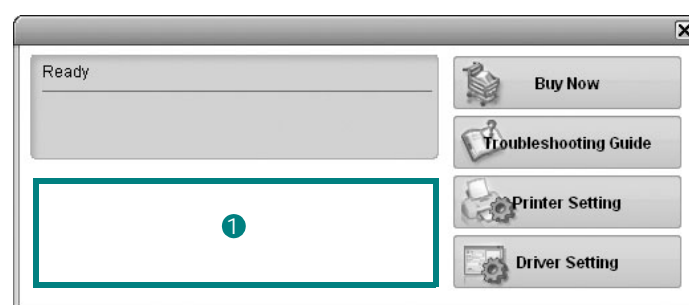 Ready
Buy Now
Troubleshooting Guide
Printer Setting
Driver Setting
1